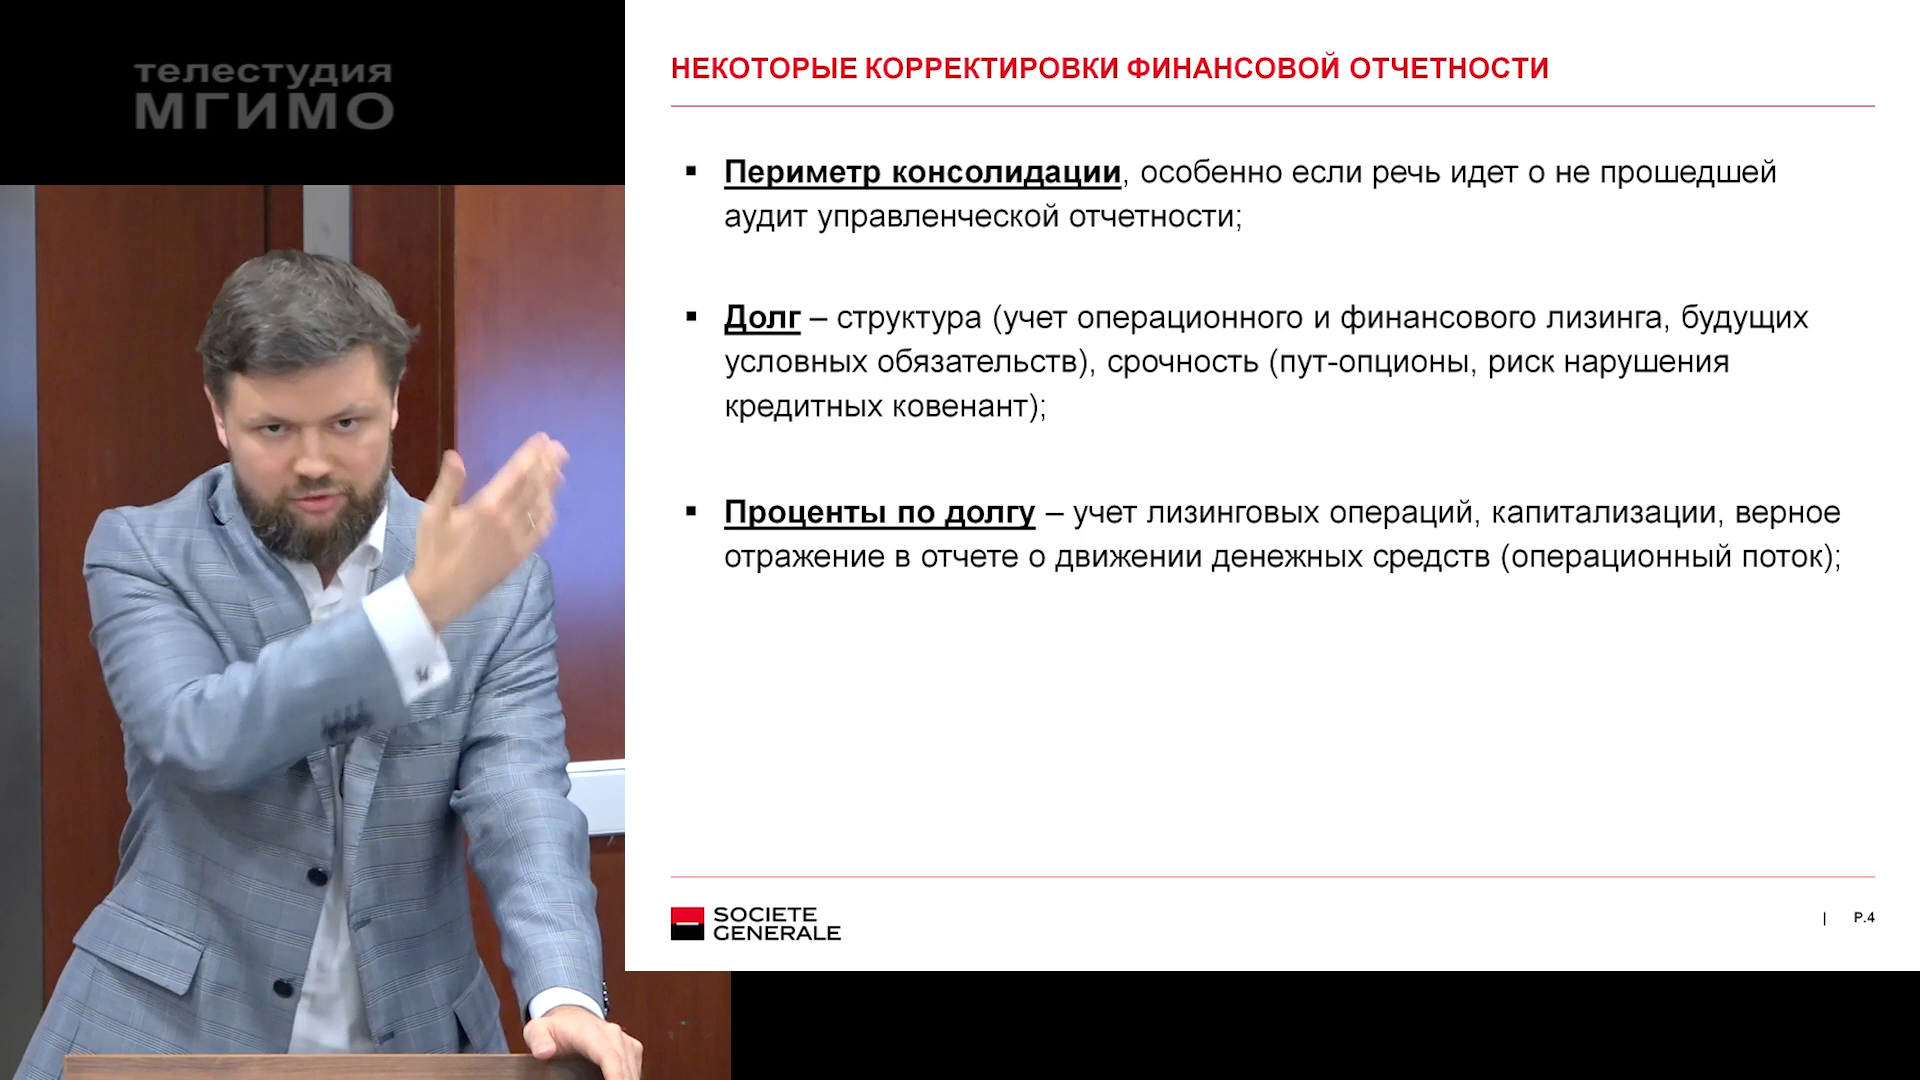 телестудия
МГИМО
НЕКОТОРЫЕ КОРРЕКТИРОВКИ ФИНАНСОВОЙ ОТЧЕТНОСТИ
▪ Периметр консолидации, особенно если речь идет о не прошедшей
аудит управленческой отчетности;
▪ Долг – структура (учет операционного и финансового лизинга, будущих
условных обязательств), срочность (пут-опционы, риск нарушения
кредитных ковенант);
▪ Проценты по долгу – учет лизинговых операций, капитализации, верное
отражение в отчете о движении денежных средств (операционный поток);
SOCIETE
GENERALE
| P.4